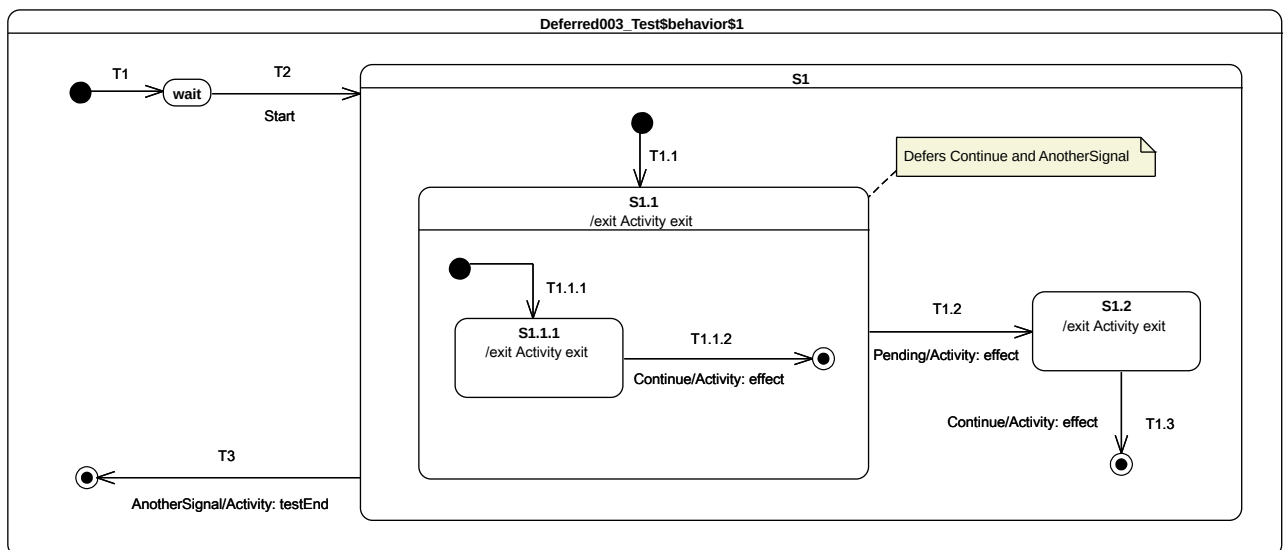 Deferred003_Test$behavior$1
T1
T2
wait
Start
S1
T1.1
Defers Continue and AnotherSignal
S1.1
/exit Activity exit
T1.1.1
S1.1.1
/exit Activity exit
T1.1.2
Continue/Activity: effect
T1.2
Pending/Activity: effect
S1.2
/exit Activity exit
Continue/Activity: effect
T1.3
T3
AnotherSignal/Activity: testEnd